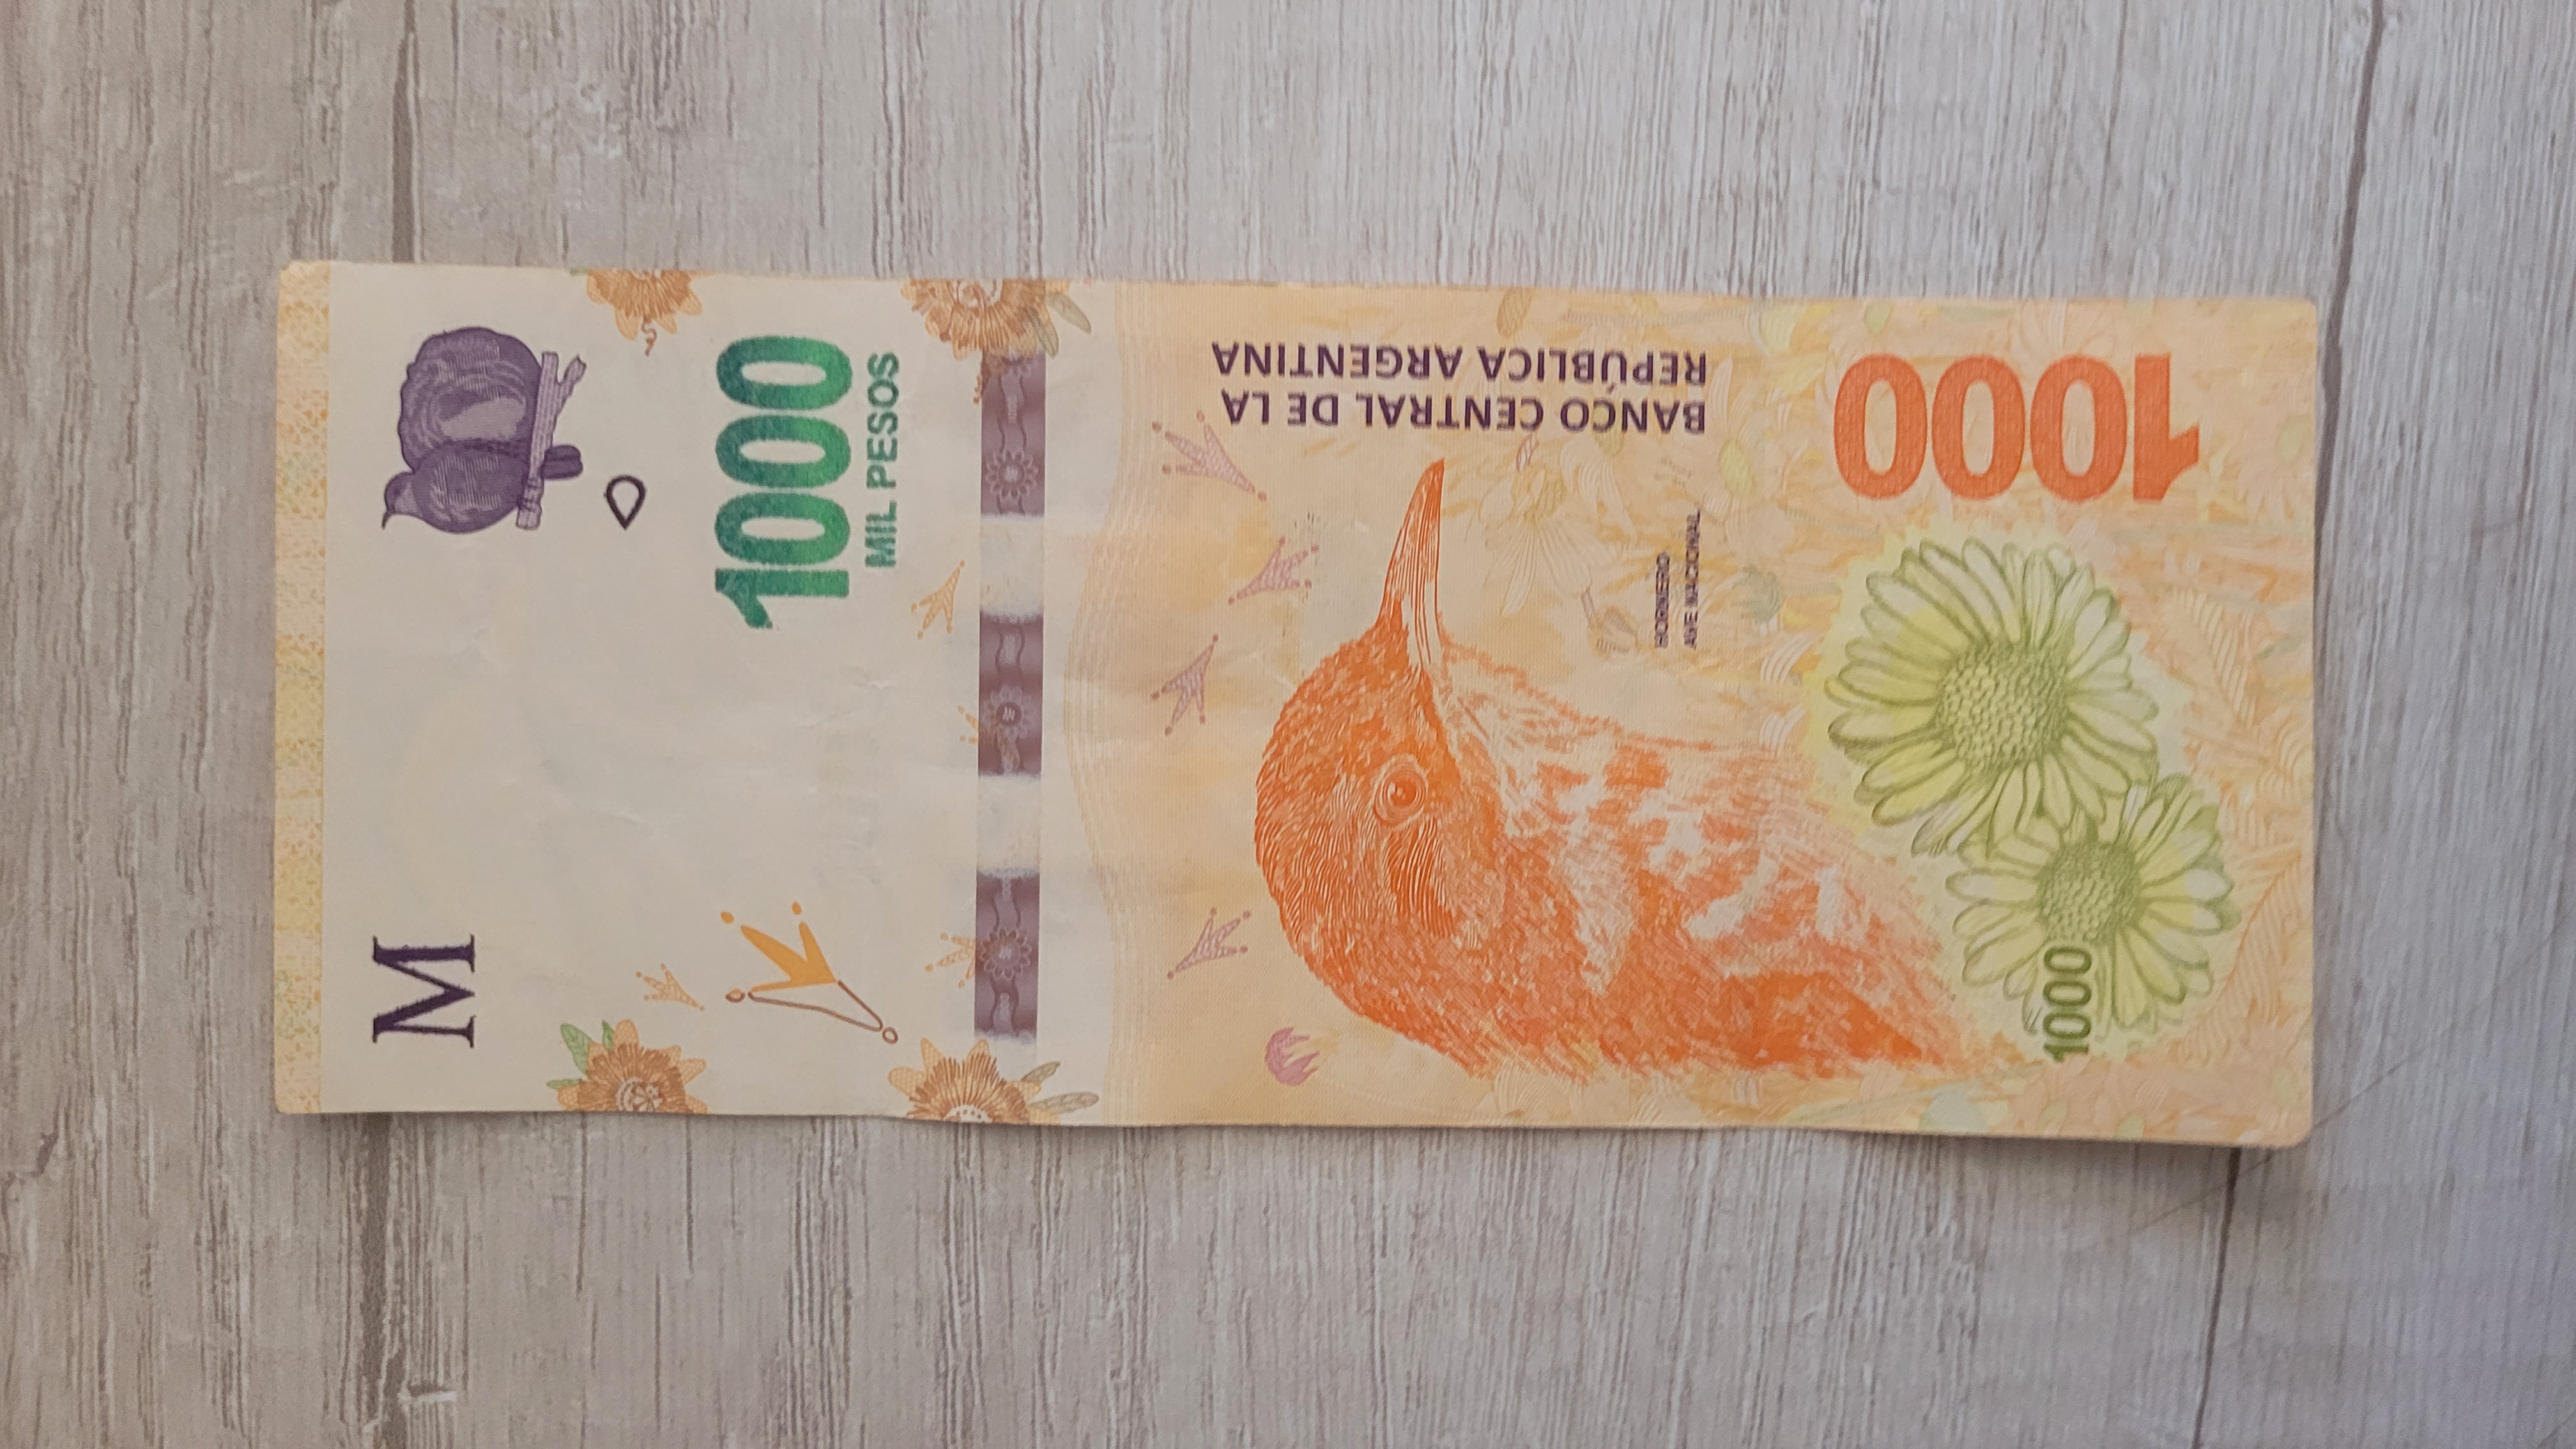 M
1000
MIL PESOS
BANCO CENTRAL DE LA
REPÚBLICA ARGENTINA
HORNERO
AVE NACIONAL
1000
1000